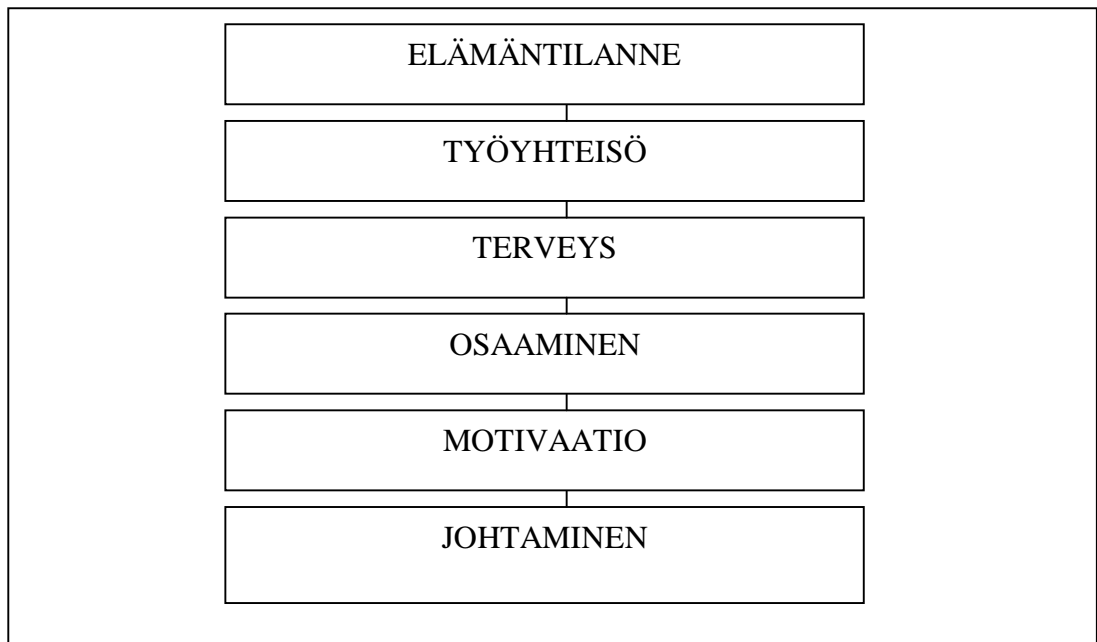 ELÄMÄNTILANNE
TYÖYHTEISÖ
TERVEYS
OSAAMINEN
MOTIVAATIO
JOHTAMINEN